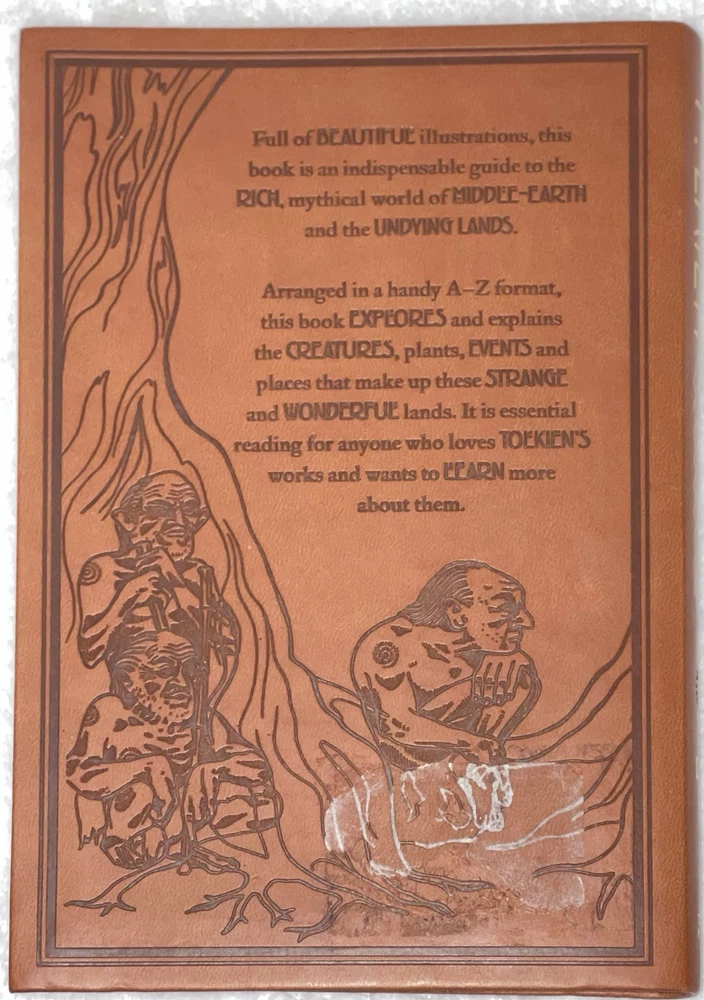 Full of BEAUTIFUL illustrations, this
book is an indispensable guide to the
RICH, mythical world of MIDDLE-EARTH
and the UNDYING LANDS.
Arranged in a handy A–Z format,
this book EXPLORES and explains
the CREATURES, plants, EVENTS and
places that make up these STRANGE
and WONDERFUL lands. It is essential
reading for anyone who loves TOLKIEN'S
works and wants to LEARN more
about them.